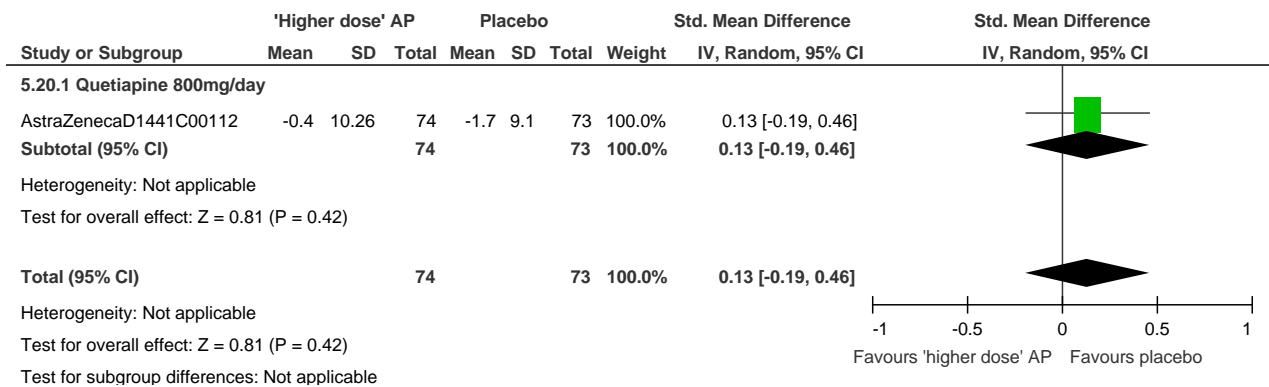 'Higher dose' AP Placebo Std. Mean Difference Std. Mean Difference
Study or Subgroup Mean SD Total Mean SD Total Weight IV, Random, 95% CI IV, Random, 95% CI
5.20.1 Quetiapine 800mg/day
AstraZenecaD1441C00112 -0.4 10.26 74 -1.7 9.1 73 100.0% 0.13 [-0.19, 0.46]
Subtotal (95% CI) 74 73 100.0% 0.13 [-0.19, 0.46]
Heterogeneity: Not applicable
Test for overall effect: Z = 0.81 (P = 0.42)
Total (95% CI) 74 73 100.0% 0.13 [-0.19, 0.46]
Heterogeneity: Not applicable
Test for overall effect: Z = 0.81 (P = 0.42)
Test for subgroup differences: Not applicable
-1 -0.5 0 0.5 1
Favours 'higher dose' AP Favours placebo